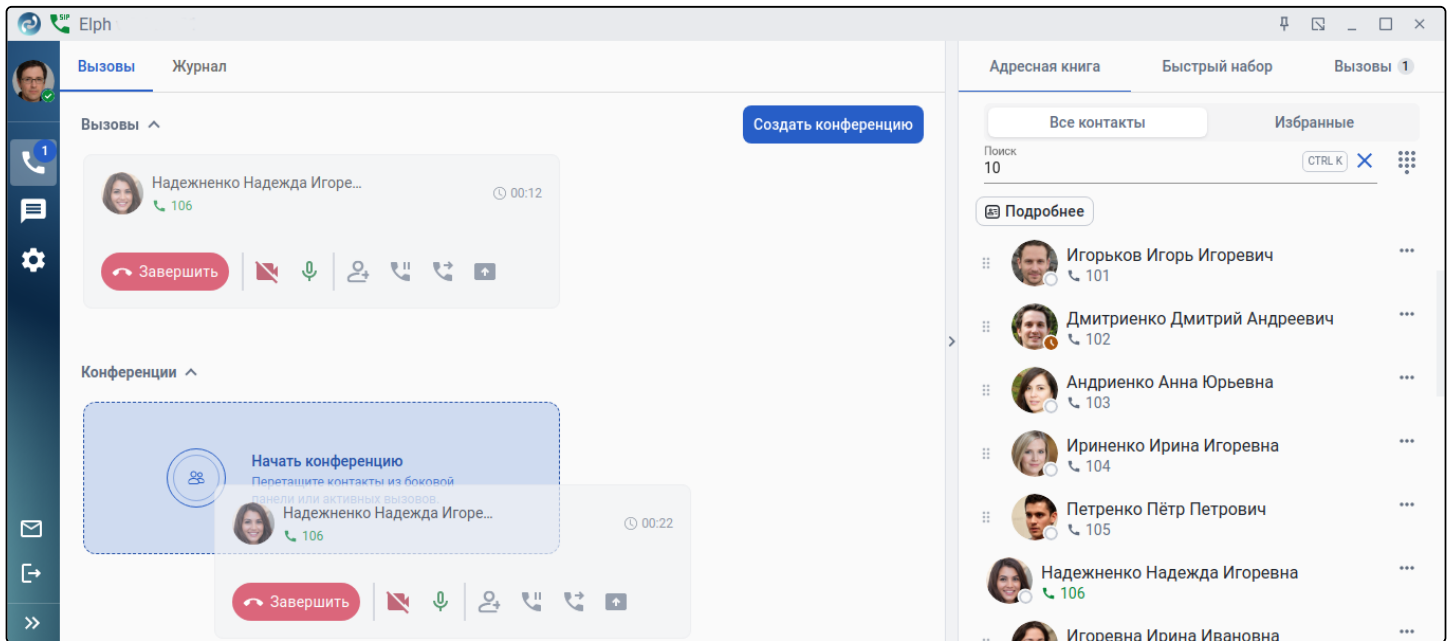 SIP
Elph
Вызовы
Журнал
Адресная книга
Быстрый набор
Вызовы 1
1
Вызовы
Создать конференцию
Все контакты
Избранные
Поиск
10
CTRL K
Подробнее
Надежненко Надежда Игоре...
106
00:12
Завершить
Конференции
Начать конференцию
Перетащите контакты из боковой
панели или активных вызовов.
Надежненко Надежда Игоре...
106
00:22
Завершить
Игорьков Игорь Игоревич
101
Дмитриенко Дмитрий Андреевич
102
Андриенко Анна Юрьевна
103
Ириненко Ирина Игоревна
104
Петренко Пётр Петрович
105
Надежненко Надежда Игоревна
106
Игоревна Ирина Ивановна